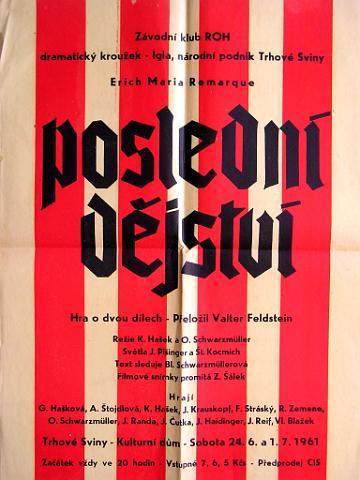 Závodní klub ROH
dramatický kroužek - Igla, národní podnik Trhové Sviny
Erich Maria Remarque
poslední
dějství
Hra o dvou dílech - Přeložil Valter Feldstein
Režie K. Hašek a O. Schwarzmüller
Světla J. Pišinger a St. Kocmich
Text sleduje Bl. Schwarzmüllerová
Filmové snímky promítá Z. Šálek
Hrají
G. Hašková, A. Štojdlová, K. Hašek, J. Krauskopf, F. Stráský, R. Zemene,
O. Schwarzmüller, J. Randa, J. Čutka, J. Haidinger, J. Reif, Vl. Blažek
Trhové Sviny - Kulturní dům - Sobota 24. 6. a 1. 7. 1961
Začátek vždy ve 20 hodin - Vstupné 7, 6, 5 Kčs - Předprodej ČIS